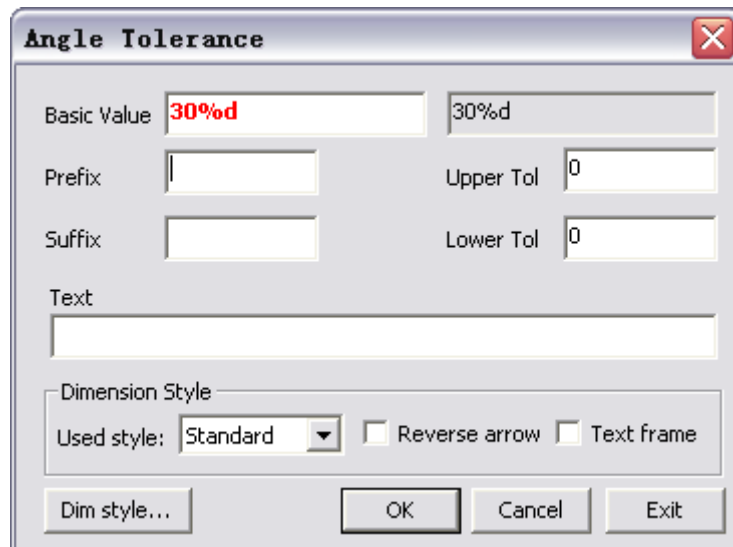 Angle Tolerance
Basic Value 30%d 30%d
Prefix Upper Tol 0
Suffix Lower Tol 0
Text
Dimension Style
Used style: Standard Reverse arrow Text frame
Dim style... OK Cancel Exit